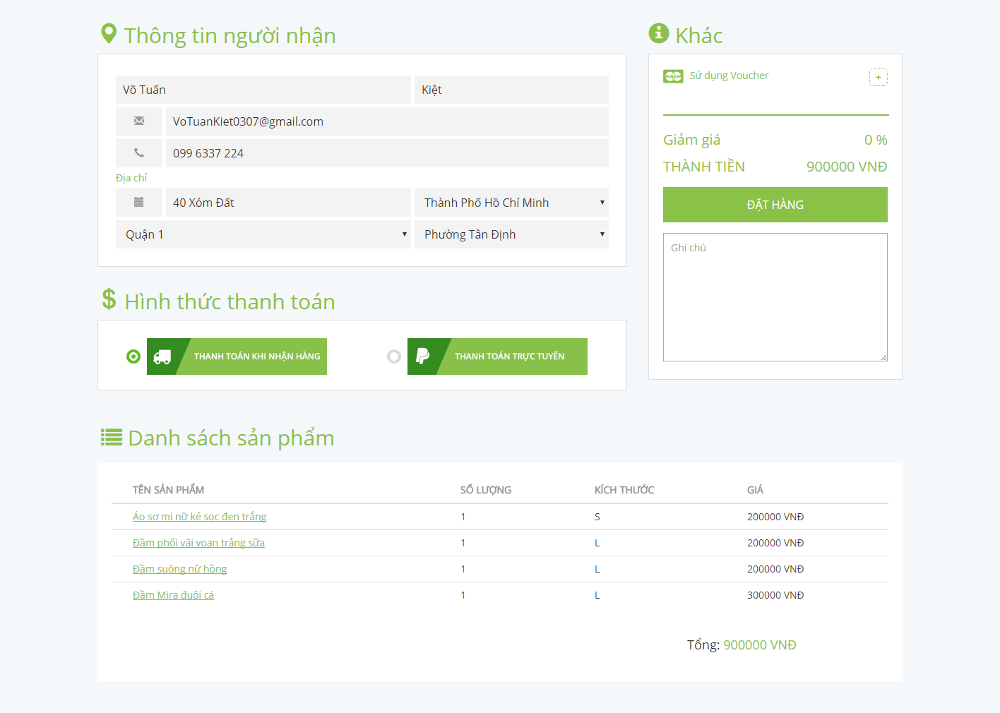 Thông tin người nhận
Võ Tuấn
Kiệt
VoTuanKiet0307@gmail.com
099 6337 224
Địa chỉ
40 Xóm Đất
Thành Phố Hồ Chí Minh
Quận 1
Phường Tân Định
Hình thức thanh toán
THANH TOÁN KHI NHẬN HÀNG
THANH TOÁN TRỰC TUYẾN
Khác
Sử dụng Voucher
+
Giảm giá 0 %
THÀNH TIỀN 900000 VNĐ
ĐẶT HÀNG
Ghi chú
Danh sách sản phẩm
TÊN SẢN PHẨM SỐ LƯỢNG KÍCH THƯỚC GIÁ
Áo sơ mi nữ kẻ sọc đen trắng 1 S 200000 VNĐ
Đầm phối vãi voan trắng sữa 1 L 200000 VNĐ
Đầm suông nữ hồng 1 L 200000 VNĐ
Đầm Mira đuôi cá 1 L 300000 VNĐ
Tổng: 900000 VNĐ